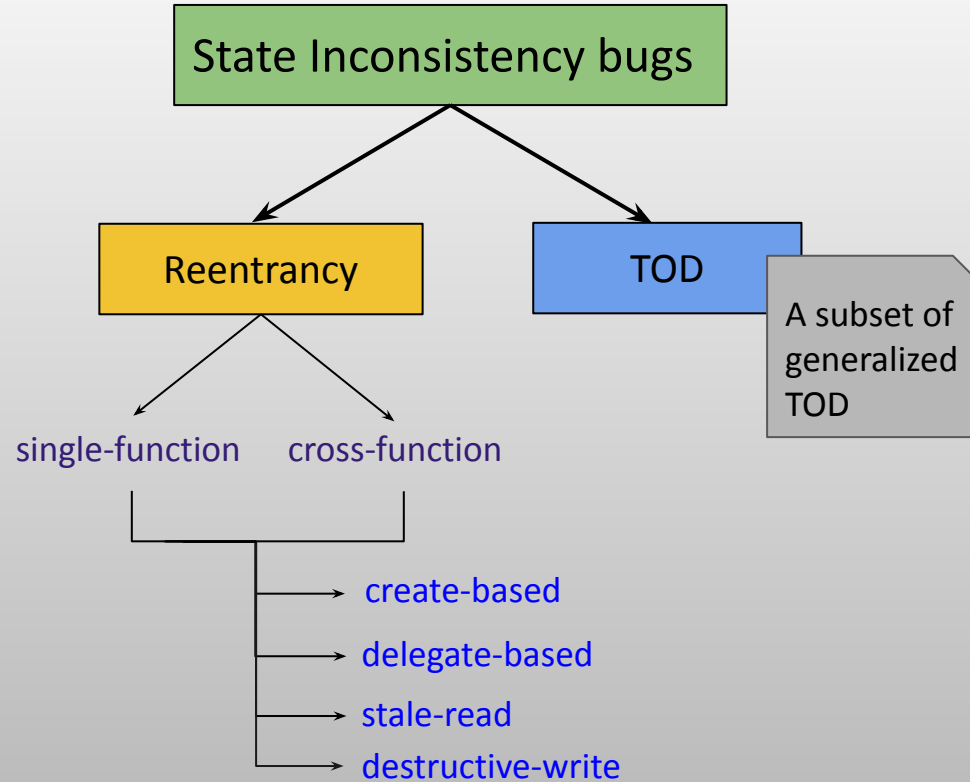 State Inconsistency bugs
Reentrancy
TOD
A subset of
generalized
TOD
single-function
cross-function
create-based
delegate-based
stale-read
destructive-write